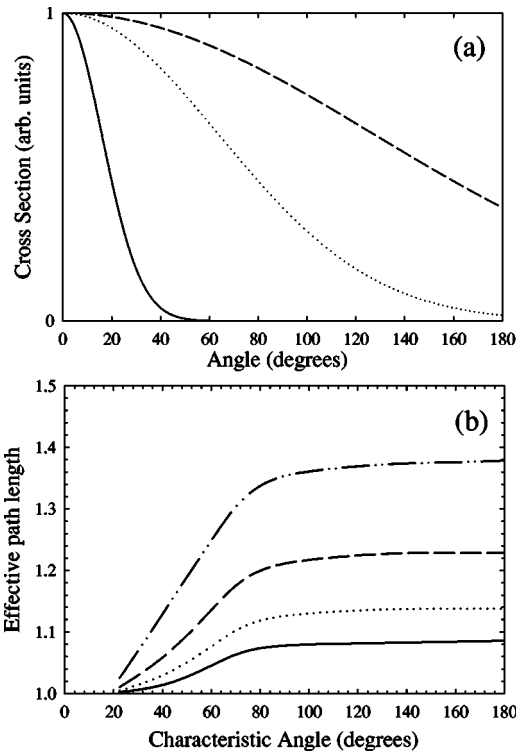 (a)
1
Cross Section (arb. units)
0
0 20 40 60 80 100 120 140 160 180
Angle (degrees)
(b)
1.5
1.4
1.3
1.2
1.1
1.0
Effective path length
0 20 40 60 80 100 120 140 160 180
Characteristic Angle (degrees)